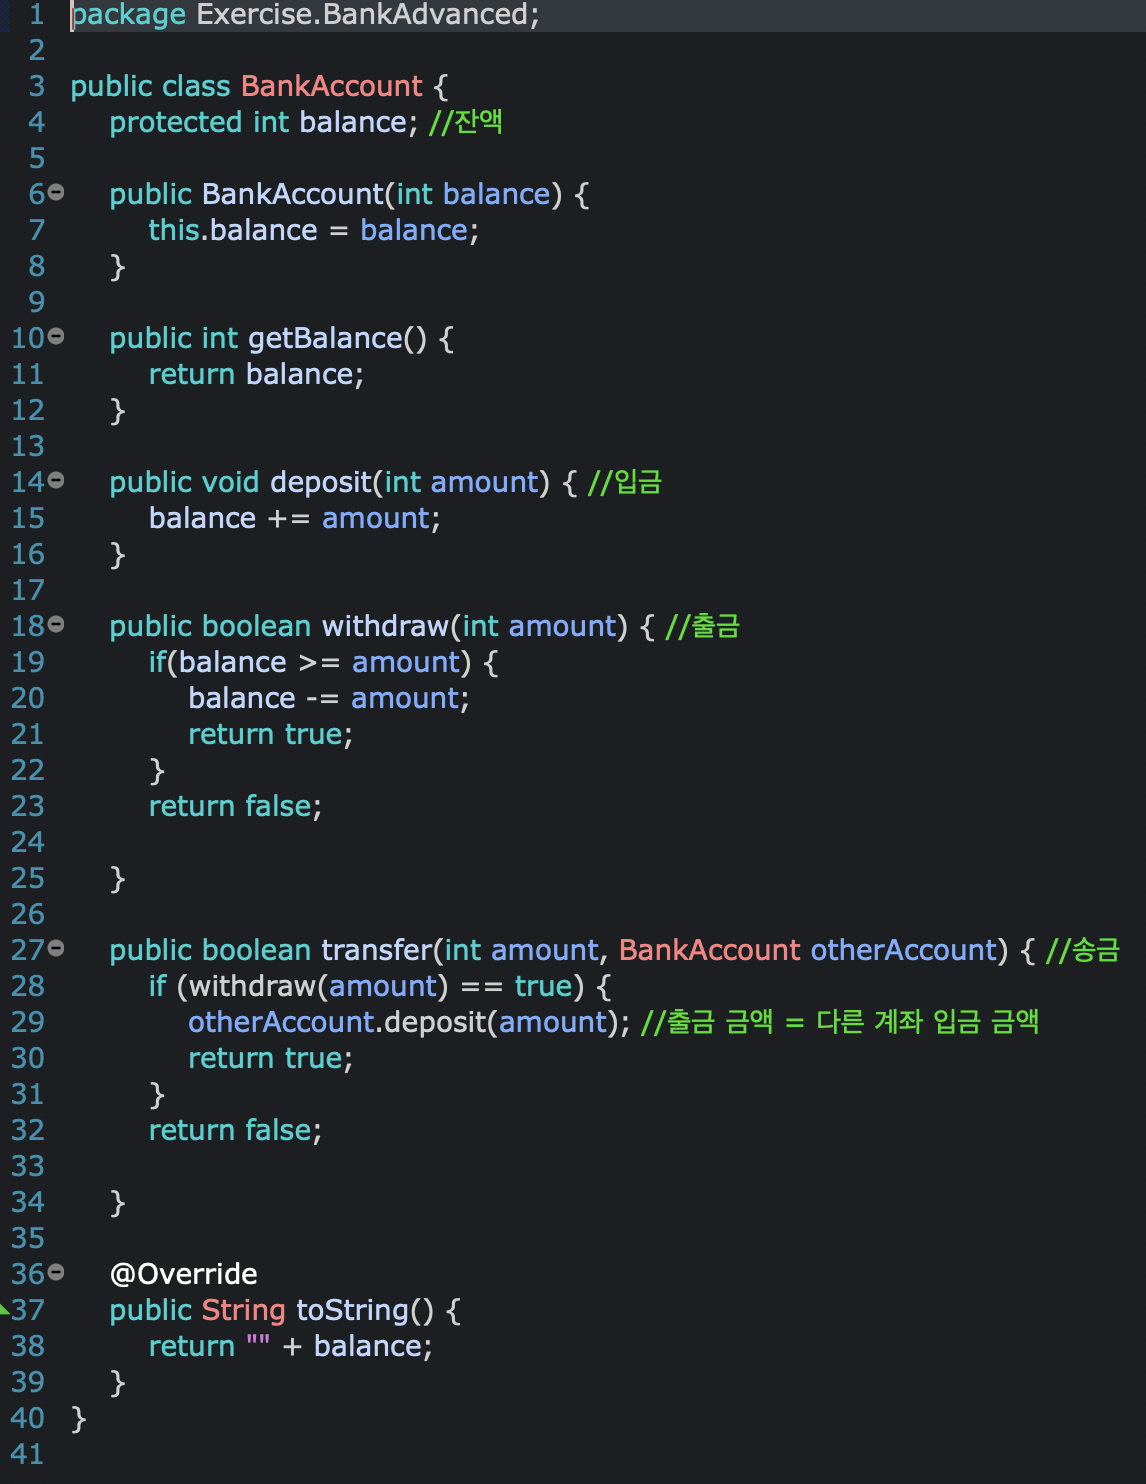 1 package Exercise.BankAdvanced;
2
3 public class BankAccount {
4 protected int balance; //잔액
5
6 public BankAccount(int balance) {
7 this.balance = balance;
8 }
9
10 public int getBalance() {
11 return balance;
12 }
13
14 public void deposit(int amount) { //입금
15 balance += amount;
16 }
17
18 public boolean withdraw(int amount) { //출금
19 if(balance >= amount) {
20 balance -= amount;
21 return true;
22 }
23 return false;
24
25 }
26
27 public boolean transfer(int amount, BankAccount otherAccount) { //송금
28 if (withdraw(amount) == true) {
29 otherAccount.deposit(amount); //출금 금액 = 다른 계좌 입금 금액
30 return true;
31 }
32 return false;
33
34 }
35
36 @Override
37 public String toString() {
38 return "" + balance;
39 }
40 }
41